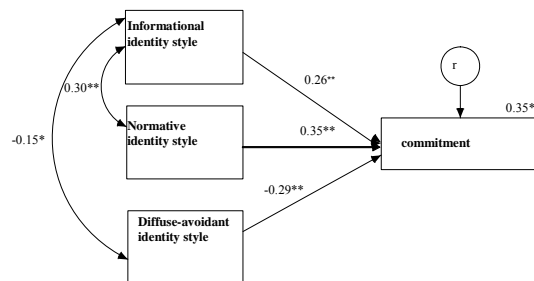 Informational
identity style
0.30**
0.26**
r
Normative
identity style
0.35**
0.35*
commitment
-0.15*
-0.29**
Diffuse-avoidant
identity style